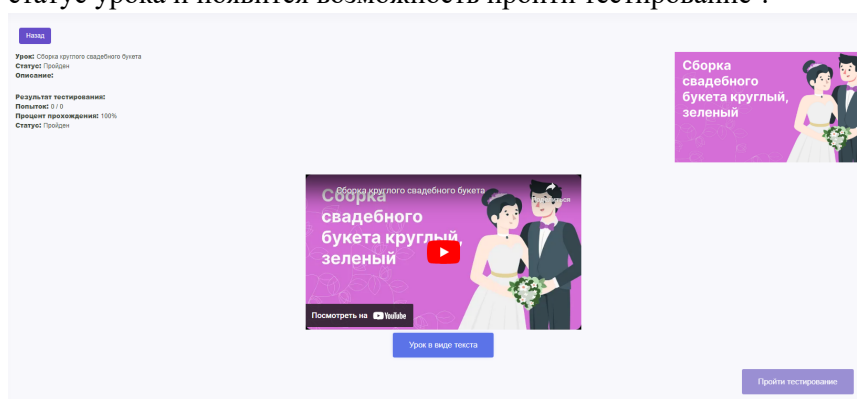 статус урока и появится возможность пройти тестирование .
Назад
Урок: Сборка круглого свадебного букета
Статус: Пройден
Описание:
Результат тестирования:
Попыток: 0 / 0
Процент прохождения: 100%
Статус: Пройден
Сборка
свадебного
букета круглый,
зеленый
Сборка круглого свадебного букета
Поделиться
Сборка
свадебного
букета круглый,
зеленый
Посмотреть на YouTube
Урок в виде текста
Пройти тестирование